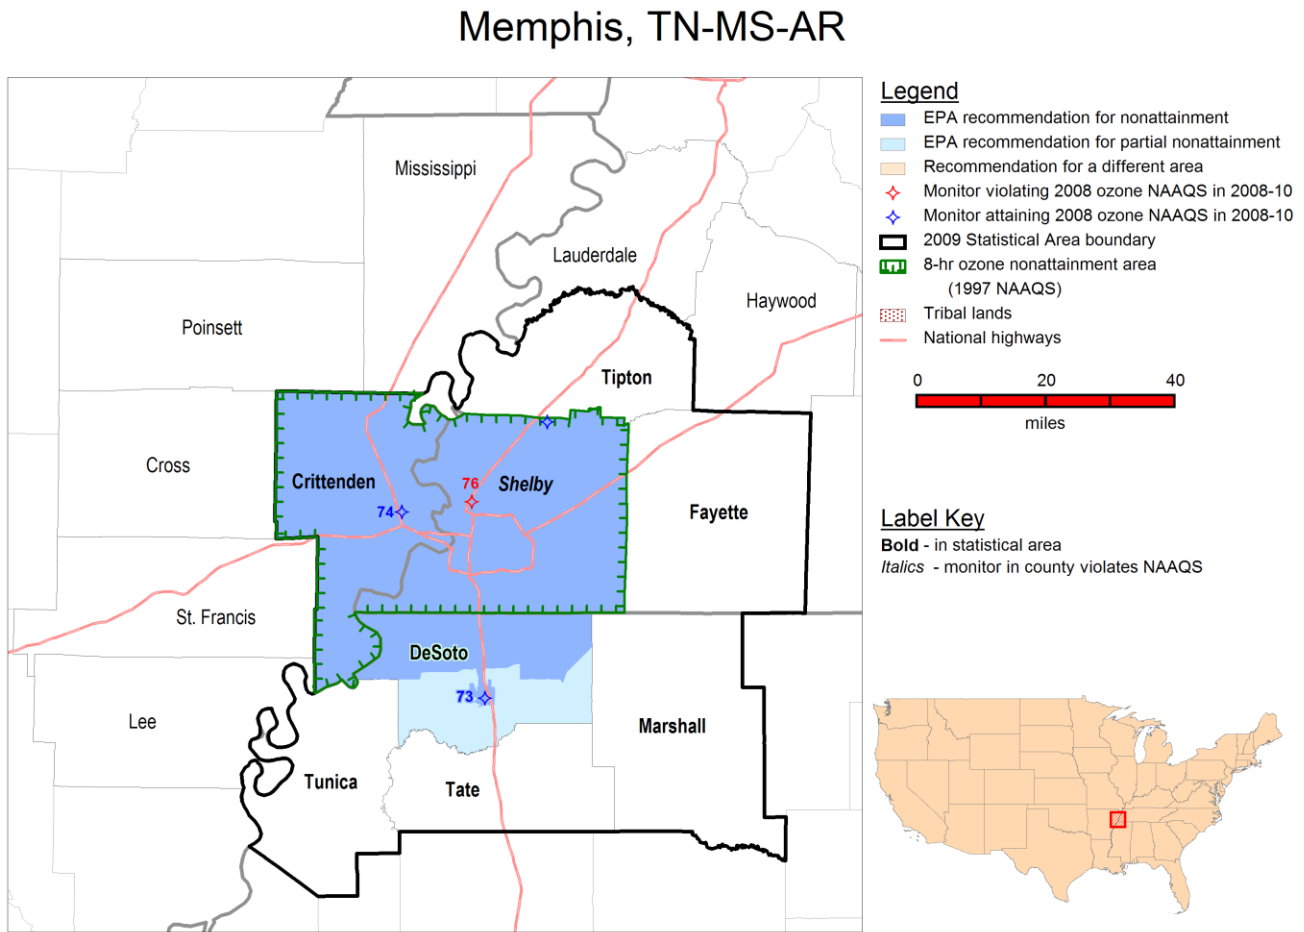 Memphis, TN-MS-AR
Legend
EPA recommendation for nonattainment
EPA recommendation for partial nonattainment
Recommendation for a different area
Monitor violating 2008 ozone NAAQS in 2008-10
Monitor attaining 2008 ozone NAAQS in 2008-10
2009 Statistical Area boundary
8-hr ozone nonattainment area
(1997 NAAQS)
Tribal lands
National highways
0 20 40
miles
Label Key
Bold - in statistical area
Italics - monitor in county violates NAAQS
Mississippi
Lauderdale
Haywood
Poinsett
Tipton
Cross
Crittenden
76
Shelby
74
Fayette
St. Francis
DeSoto
73
Lee
Marshall
Tunica
Tate